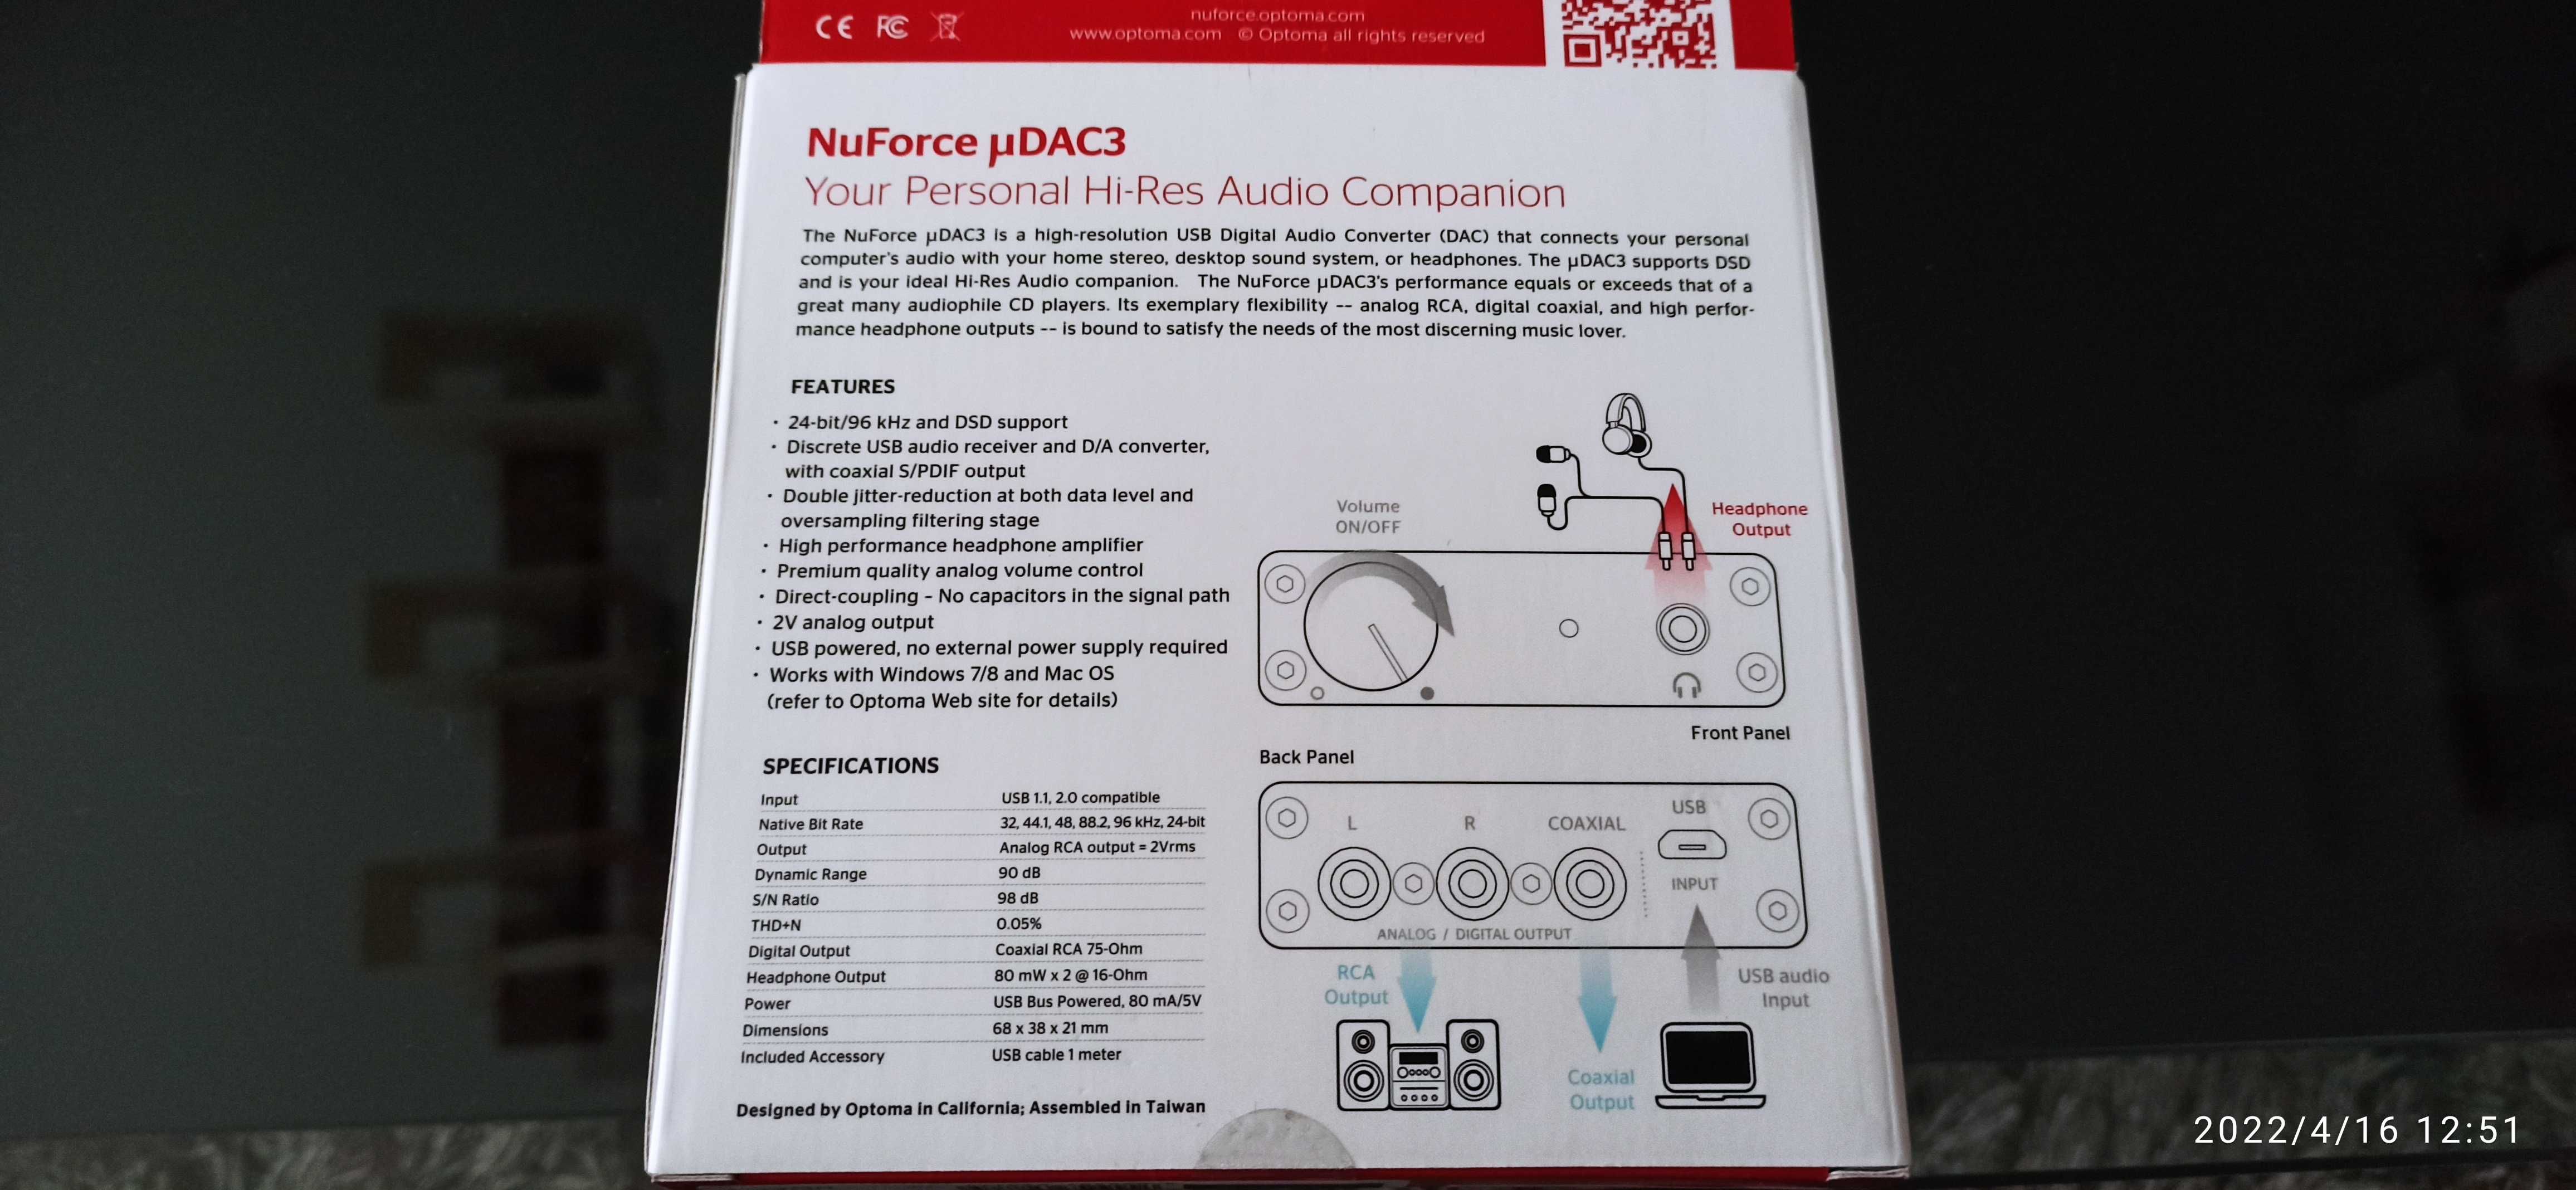 CE FC
nuforce.optoma.com
www.optoma.com © Optoma all rights reserved
NuForce µDAC3
Your Personal Hi-Res Audio Companion
The NuForce µDAC3 is a high-resolution USB Digital Audio Converter (DAC) that connects your personal
computer's audio with your home stereo, desktop sound system, or headphones. The µDAC3 supports DSD
and is your ideal Hi-Res Audio companion. The NuForce µDAC3's performance equals or exceeds that of a
great many audiophile CD players. Its exemplary flexibility -- analog RCA, digital coaxial, and high perfor-
mance headphone outputs -- is bound to satisfy the needs of the most discerning music lover.
FEATURES
· 24-bit/96 kHz and DSD support
· Discrete USB audio receiver and D/A converter,
with coaxial S/PDIF output
· Double jitter-reduction at both data level and
oversampling filtering stage
· High performance headphone amplifier
· Premium quality analog volume control
· Direct-coupling – No capacitors in the signal path
· 2V analog output
· USB powered, no external power supply required
· Works with Windows 7/8 and Mac OS
(refer to Optoma Web site for details)
Volume
ON/OFF
Headphone
Output
Front Panel
SPECIFICATIONS
Input USB 1.1, 2.0 compatible
Native Bit Rate 32, 44.1, 48, 88.2, 96 kHz, 24-bit
Output Analog RCA output = 2Vrms
Dynamic Range 90 dB
S/N Ratio 98 dB
THD+N 0.05%
Digital Output Coaxial RCA 75-Ohm
Headphone Output 80 mW x 2 @ 16-Ohm
Power USB Bus Powered, 80 mA/5V
Dimensions 68 x 38 x 21 mm
Included Accessory USB cable 1 meter
Designed by Optoma in California; Assembled in Taiwan
Back Panel
L R COAXIAL USB
INPUT
ANALOG / DIGITAL OUTPUT
RCA
Output
USB audio
Input
Coaxial
Output
2022/4/16 12:51